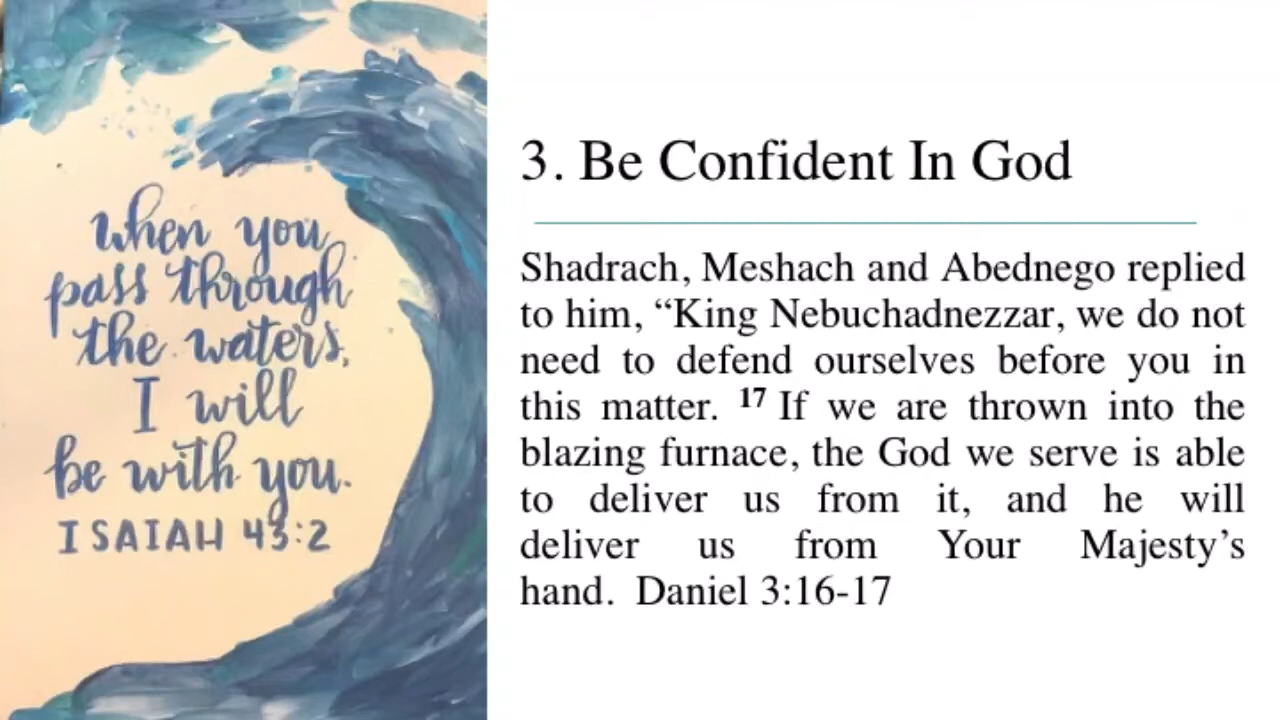 when you
pass through
the waters,
I will
be with you.
ISAIAH 43:2
3. Be Confident In God
Shadrach, Meshach and Abednego replied
to him, “King Nebuchadnezzar, we do not
need to defend ourselves before you in
this matter. 17 If we are thrown into the
blazing furnace, the God we serve is able
to deliver us from it, and he will
deliver us from Your Majesty’s
hand. Daniel 3:16-17